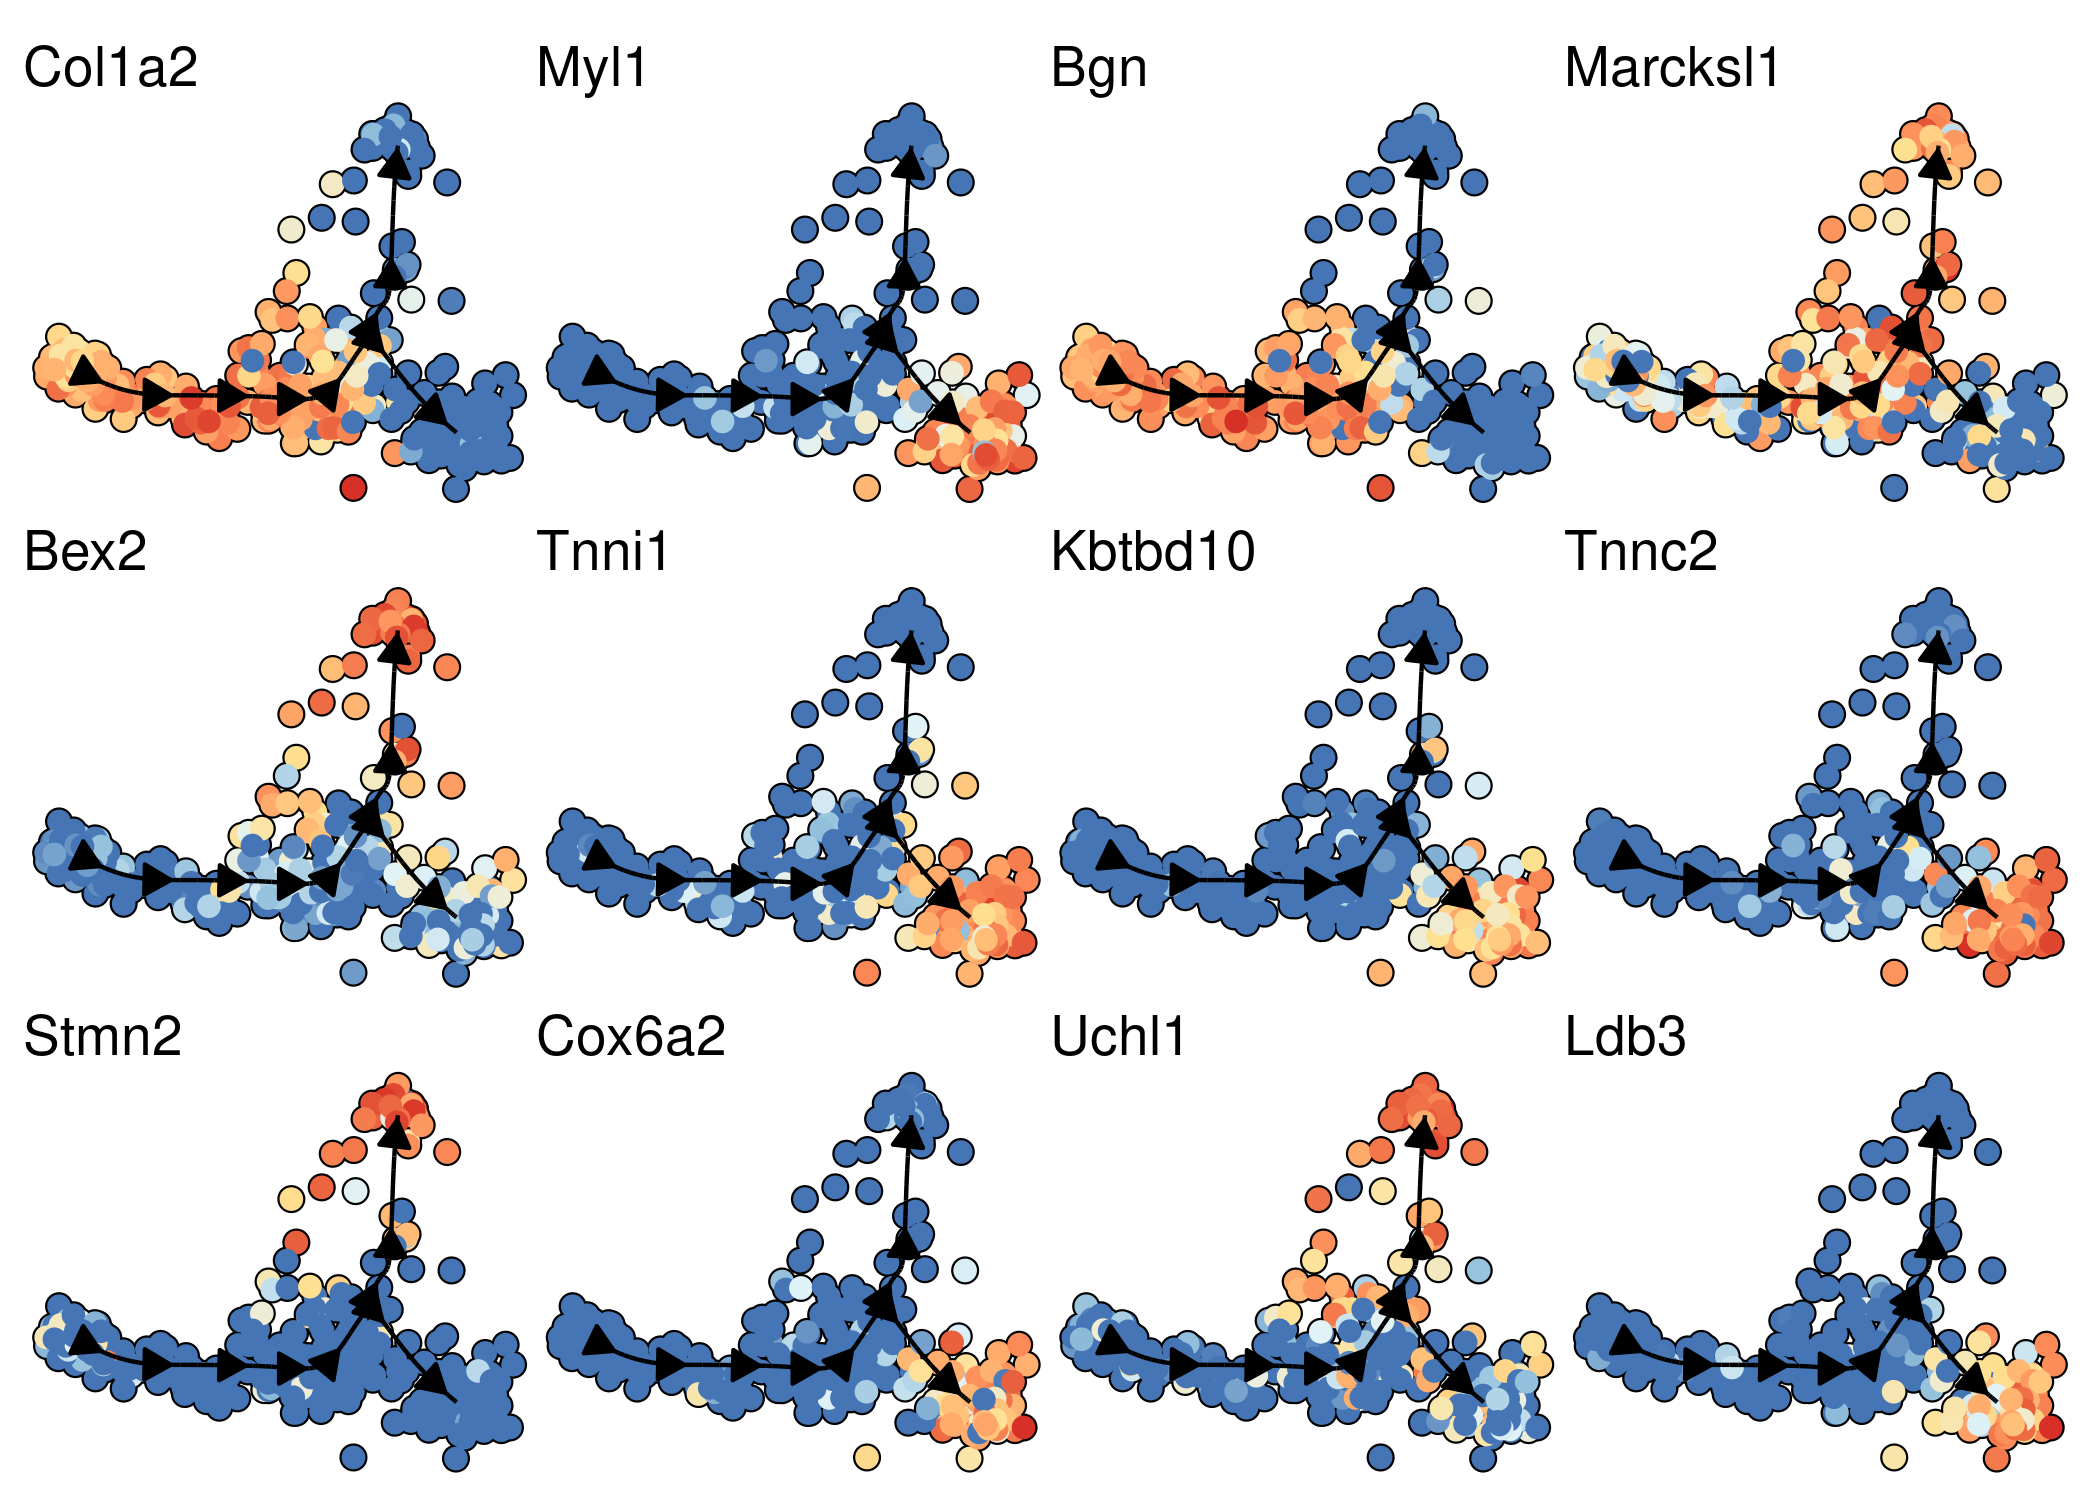 Col1a2 Myl1 Bgn Marcksl1
Bex2 Tnni1 Kbtbd10 Tnnc2
Stmn2 Cox6a2 Uchl1 Ldb3